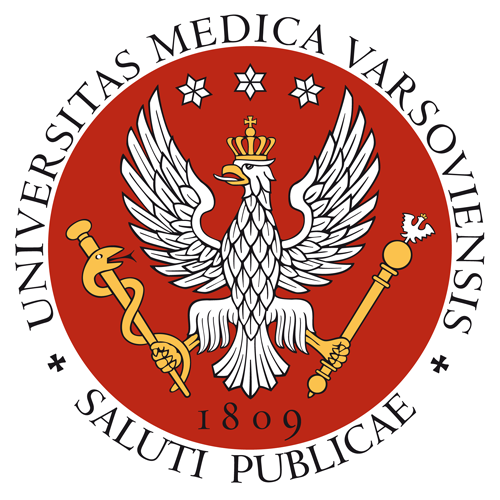 UNIVERSITAS MEDICA VARSOVIENSIS
SALUTI PUBLICAE
1809